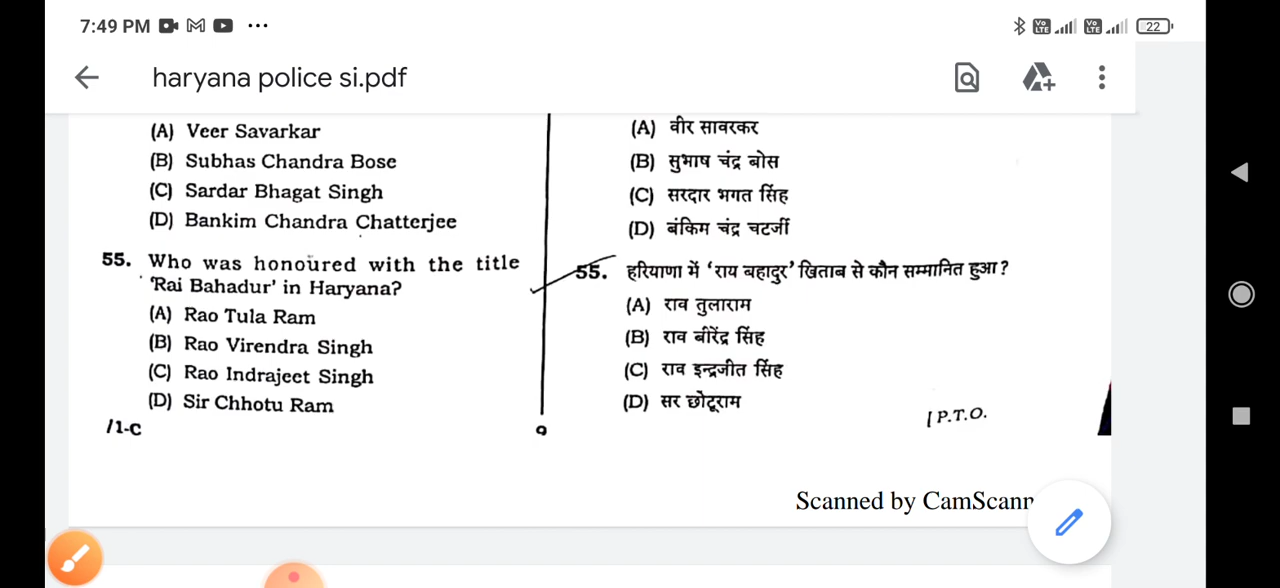 7:49 PM
22
haryana police si.pdf
(A) Veer Savarkar
(B) Subhas Chandra Bose
(C) Sardar Bhagat Singh
(D) Bankim Chandra Chatterjee
55. Who was honoured with the title
'Rai Bahadur' in Haryana?
(A) Rao Tula Ram
(B) Rao Virendra Singh
(C) Rao Indrajeet Singh
(D) Sir Chhotu Ram
/1-C
9
(A) वीर सावरकर
(B) सुभाष चंद्र बोस
(C) सरदार भगत सिंह
(D) बंकिम चंद्र चटर्जी
55. हरियाणा में 'राय बहादुर' खिताब से कौन सम्मानित हुआ?
(A) राव तुलाराम
(B) राव बीरेंद्र सिंह
(C) राव इन्द्रजीत सिंह
(D) सर छोटूराम
[ P.T.O.
Scanned by CamScann